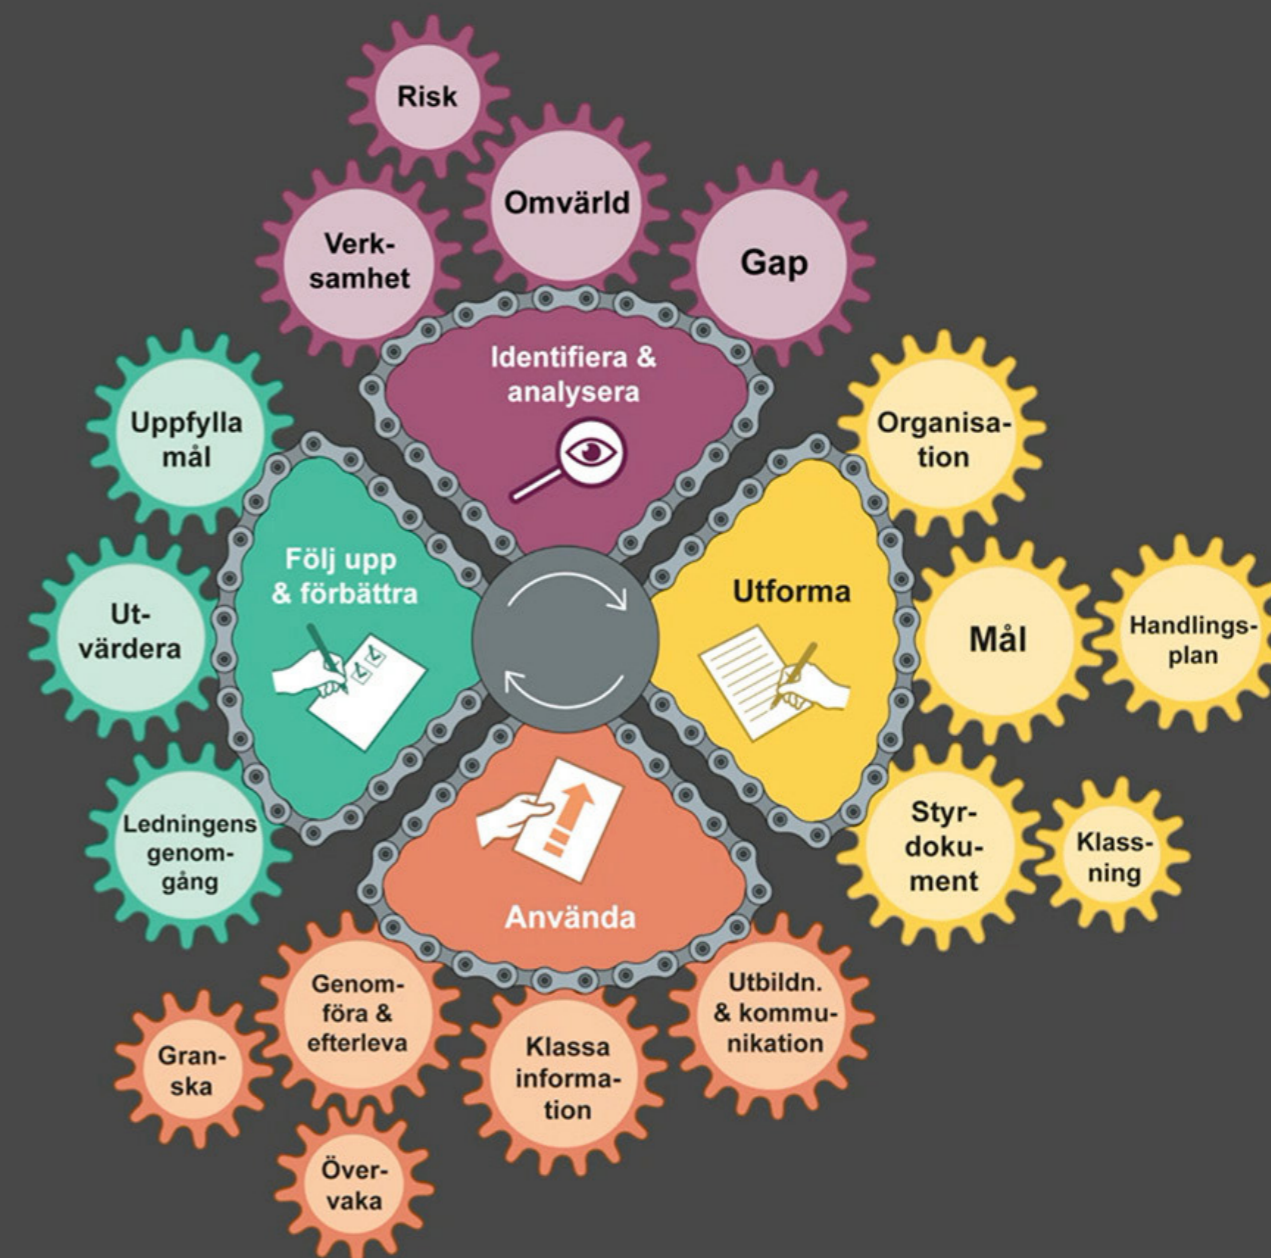 Risk
Omvärld
Verk-
samhet
Gap
Identifiera &
analysera
Uppfylla
mål
Organisa-
tion
Följ upp
& förbättra
Utforma
Ut-
värdera
Mål
Handlings-
plan
Ledningens
genom-
gång
Styr-
doku-
ment
Klass-
ning
Använda
Genom-
föra &
efterleva
Utbildn.
& kommu-
nikation
Klassa
informa-
tion
Gran-
ska
Över-
vaka